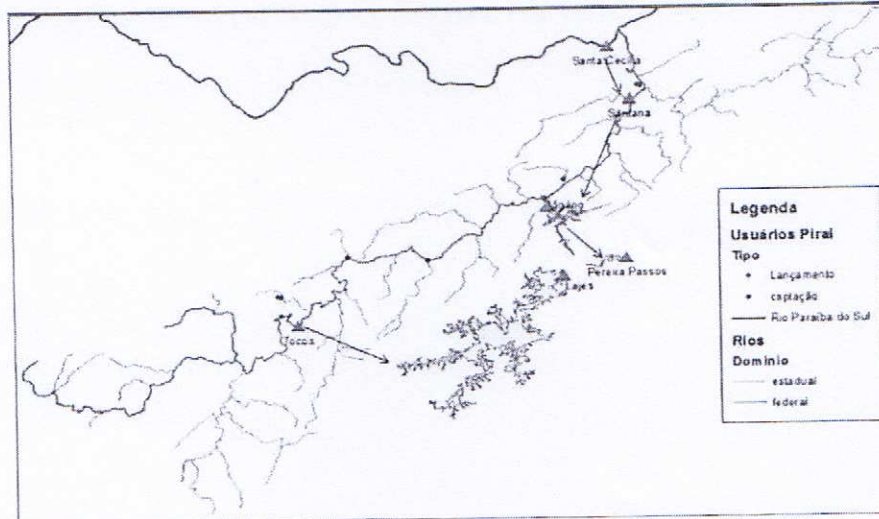 Santa Cecília
Santana
Pereira Passos
Lajes
Tocos
Legenda
Usuários Piraí
Tipo
Lançamento
captação
Rio Paraíba do Sul
Rios
Domínio
estadual
federal